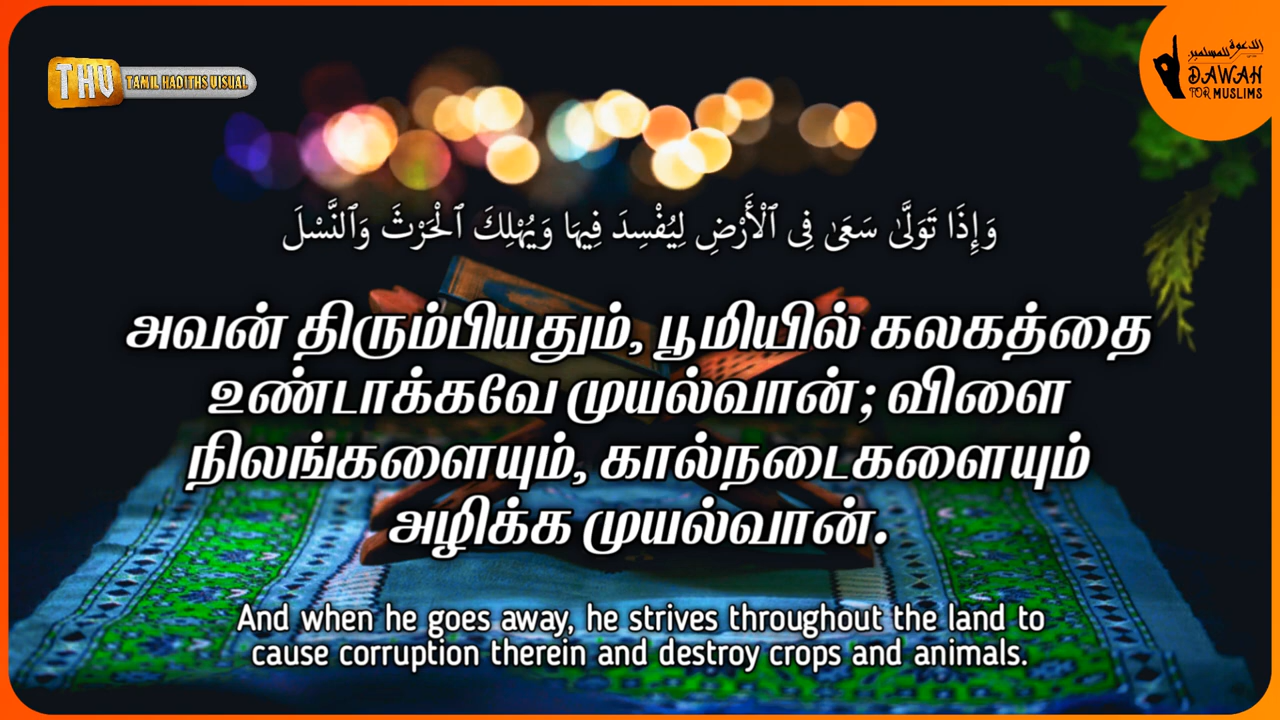 THV
TAMIL HADITHS VISUAL
الدعوة للمسلمين
DAWAH
FOR MUSLIMS
وَإِذَا تَوَلَّىٰ سَعَىٰ فِى ٱلْأَرْضِ لِيُفْسِدَ فِيهَا وَيُهْلِكَ ٱلْحَرْثَ وَٱلنَّسْلَ
அவன் திரும்பியதும், பூமியில் கலகத்தை
உண்டாக்கவே முயல்வான்; விளை
நிலங்களையும், கால்நடைகளையும்
அழிக்க முயல்வான்.
And when he goes away, he strives throughout the land to
cause corruption therein and destroy crops and animals.